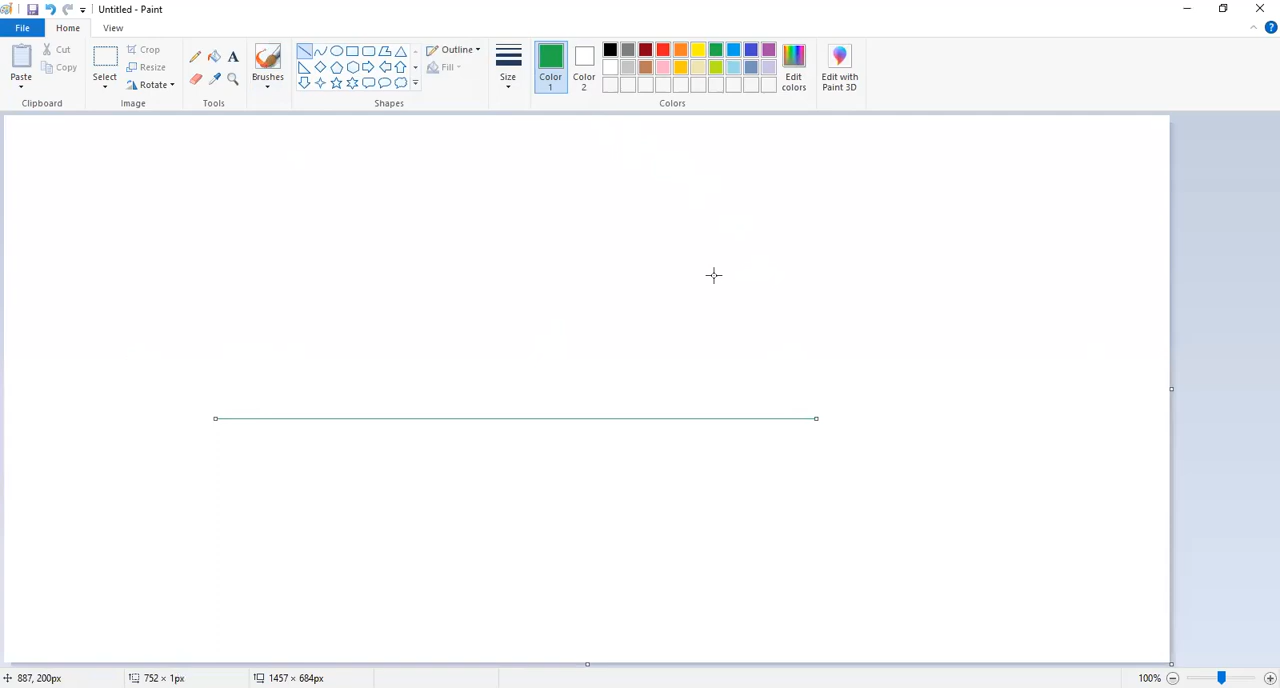 Untitled - Paint
File Home View
Paste
Cut
Copy
Clipboard
Select
Crop
Resize
Rotate
Image
Tools
Brushes
Shapes
Outline
Fill
Size
Color 1
Color 2
Colors
Edit colors
Edit with Paint 3D
887, 200px
752 × 1px
1457 × 684px
100%